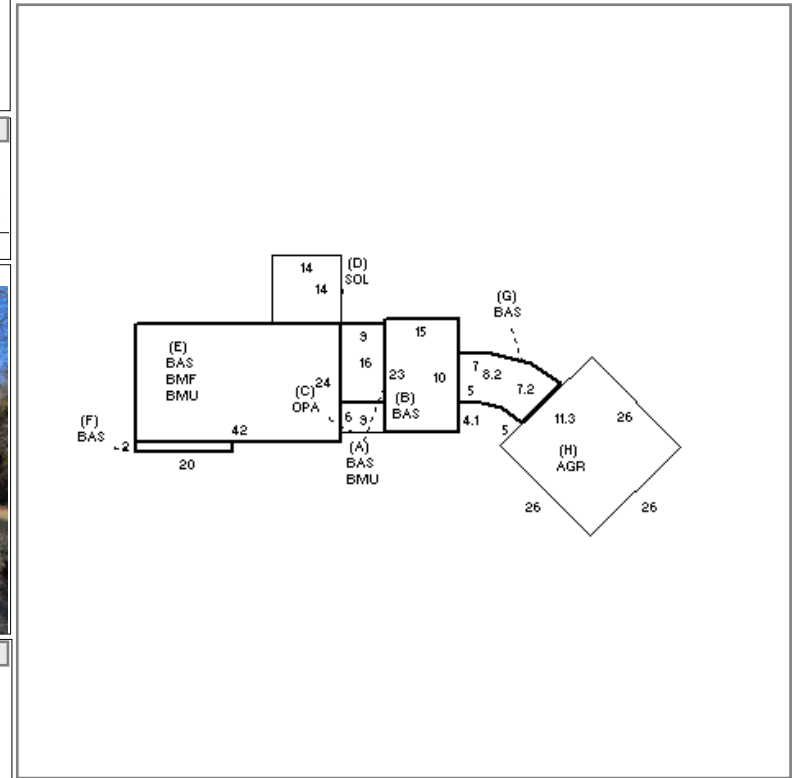 14
14
(D)
SOL
(G)
BAS
9
15
16
(E)
BAS
BMF
BMU
7
8.2
7.2
23
10
24
(C)
OPA
5
(B)
BAS
6
9
4.1
5
11.3
26
(F)
BAS
2
42
20
(A)
BAS
BMU
(H)
AGR
26
26